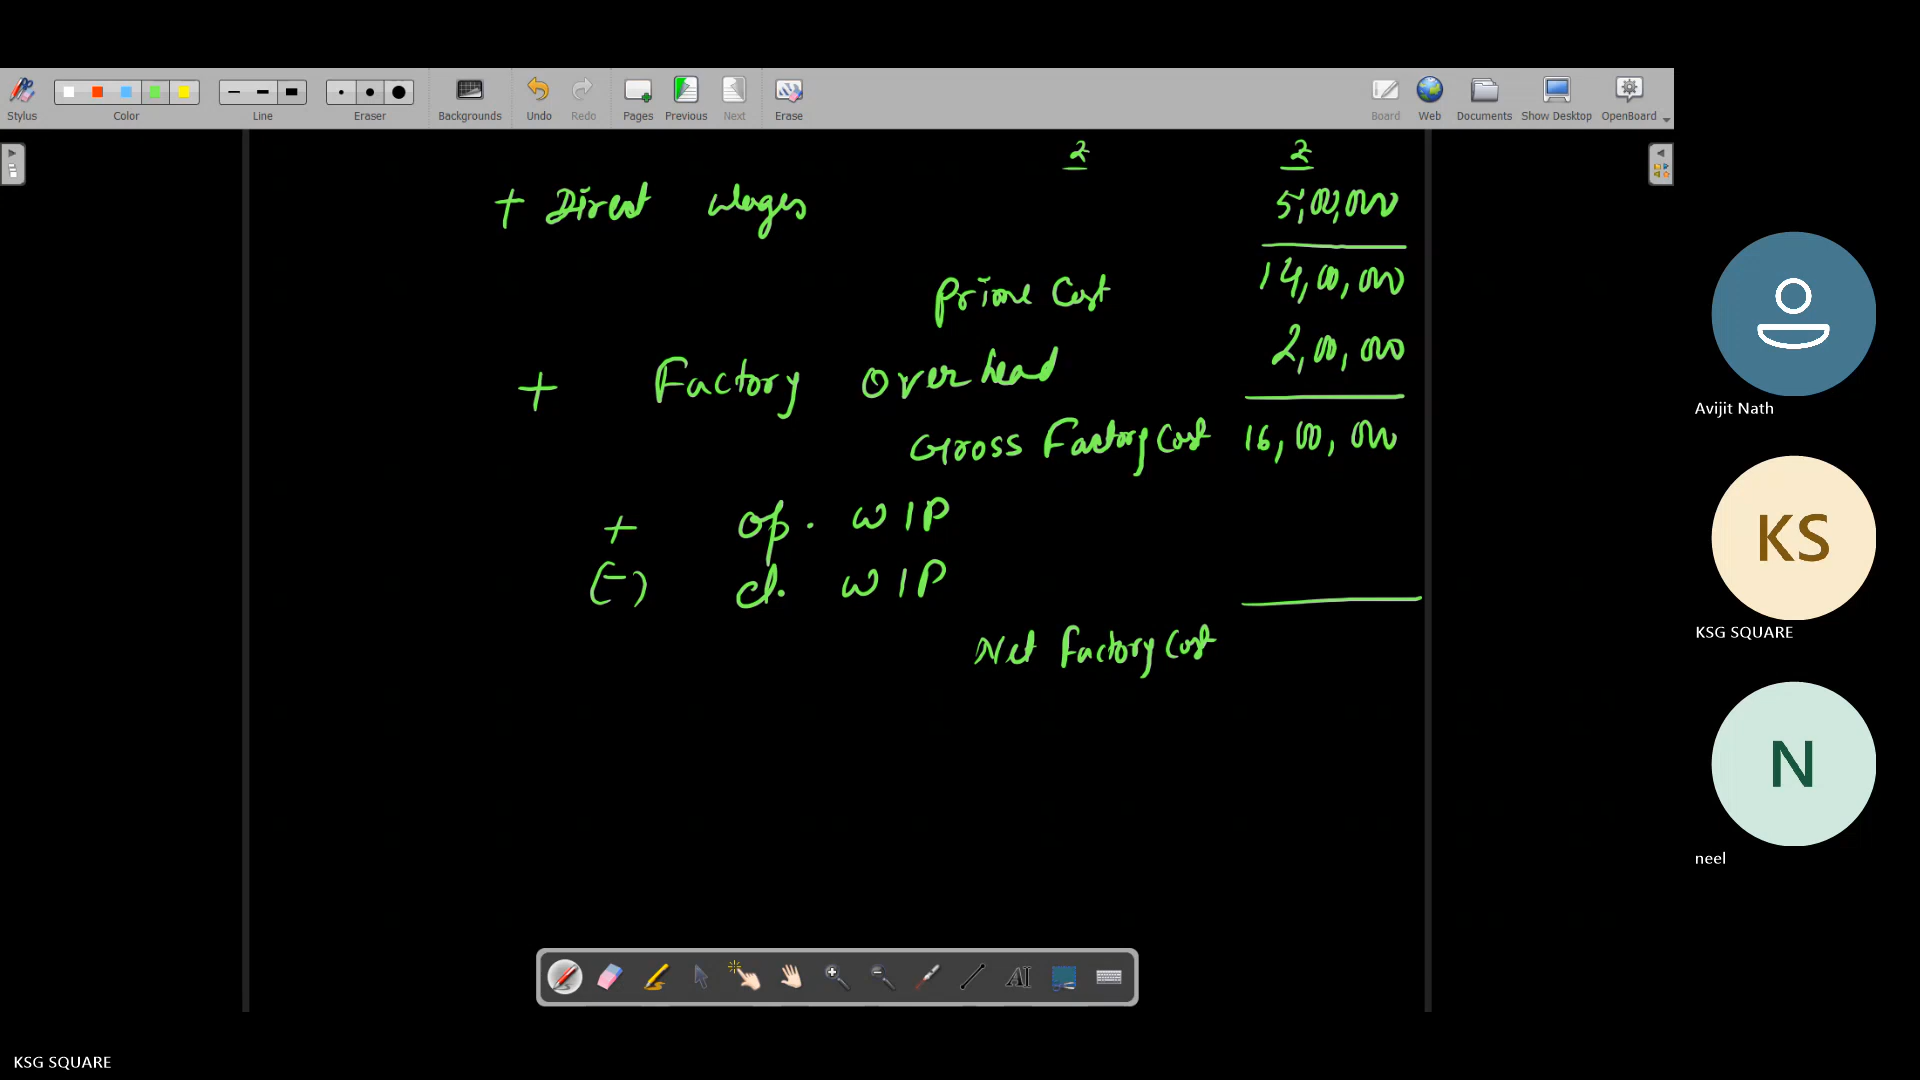 Stylus Color Line Eraser Backgrounds Undo Redo Pages Previous Next Erase Board Web Documents Show Desktop OpenBoard
₹ ₹
+ Direct wages 5,00,000
Prime Cost 14,00,000
+ Factory Overhead 2,00,000
Gross Factory Cost 16,00,000
+ Op. WIP
(-) Cl. WIP
Net Factory Cost
Avijit Nath
KS
KSG SQUARE
N
neel
AI
KSG SQUARE